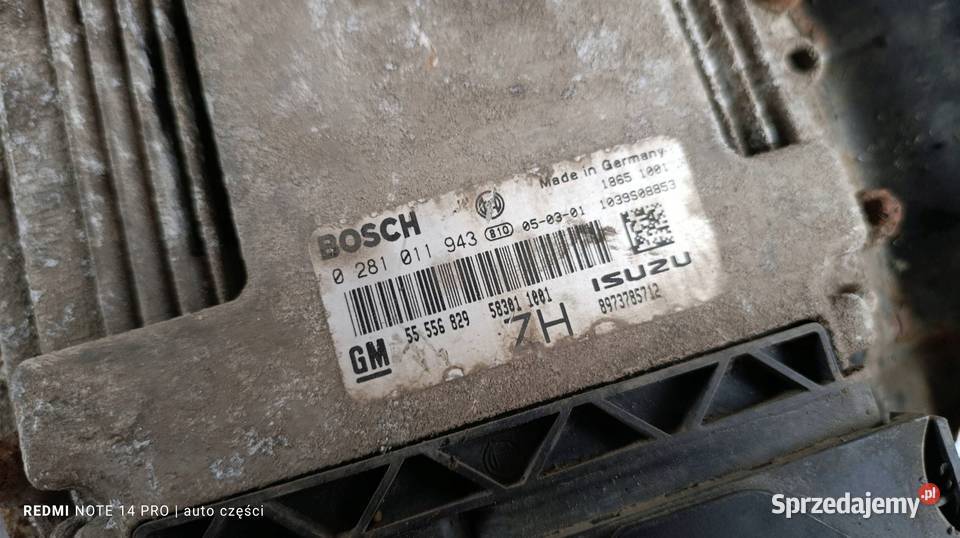 Made in Germany
1865 1001
BOSCH
810
05-03-01
1039S08853
0 281 011 943
ISUZU
GM
55 556 829
58301 1001
8973785712
ZH
REDMI NOTE 14 PRO | auto części
Sprzedajemy.pl